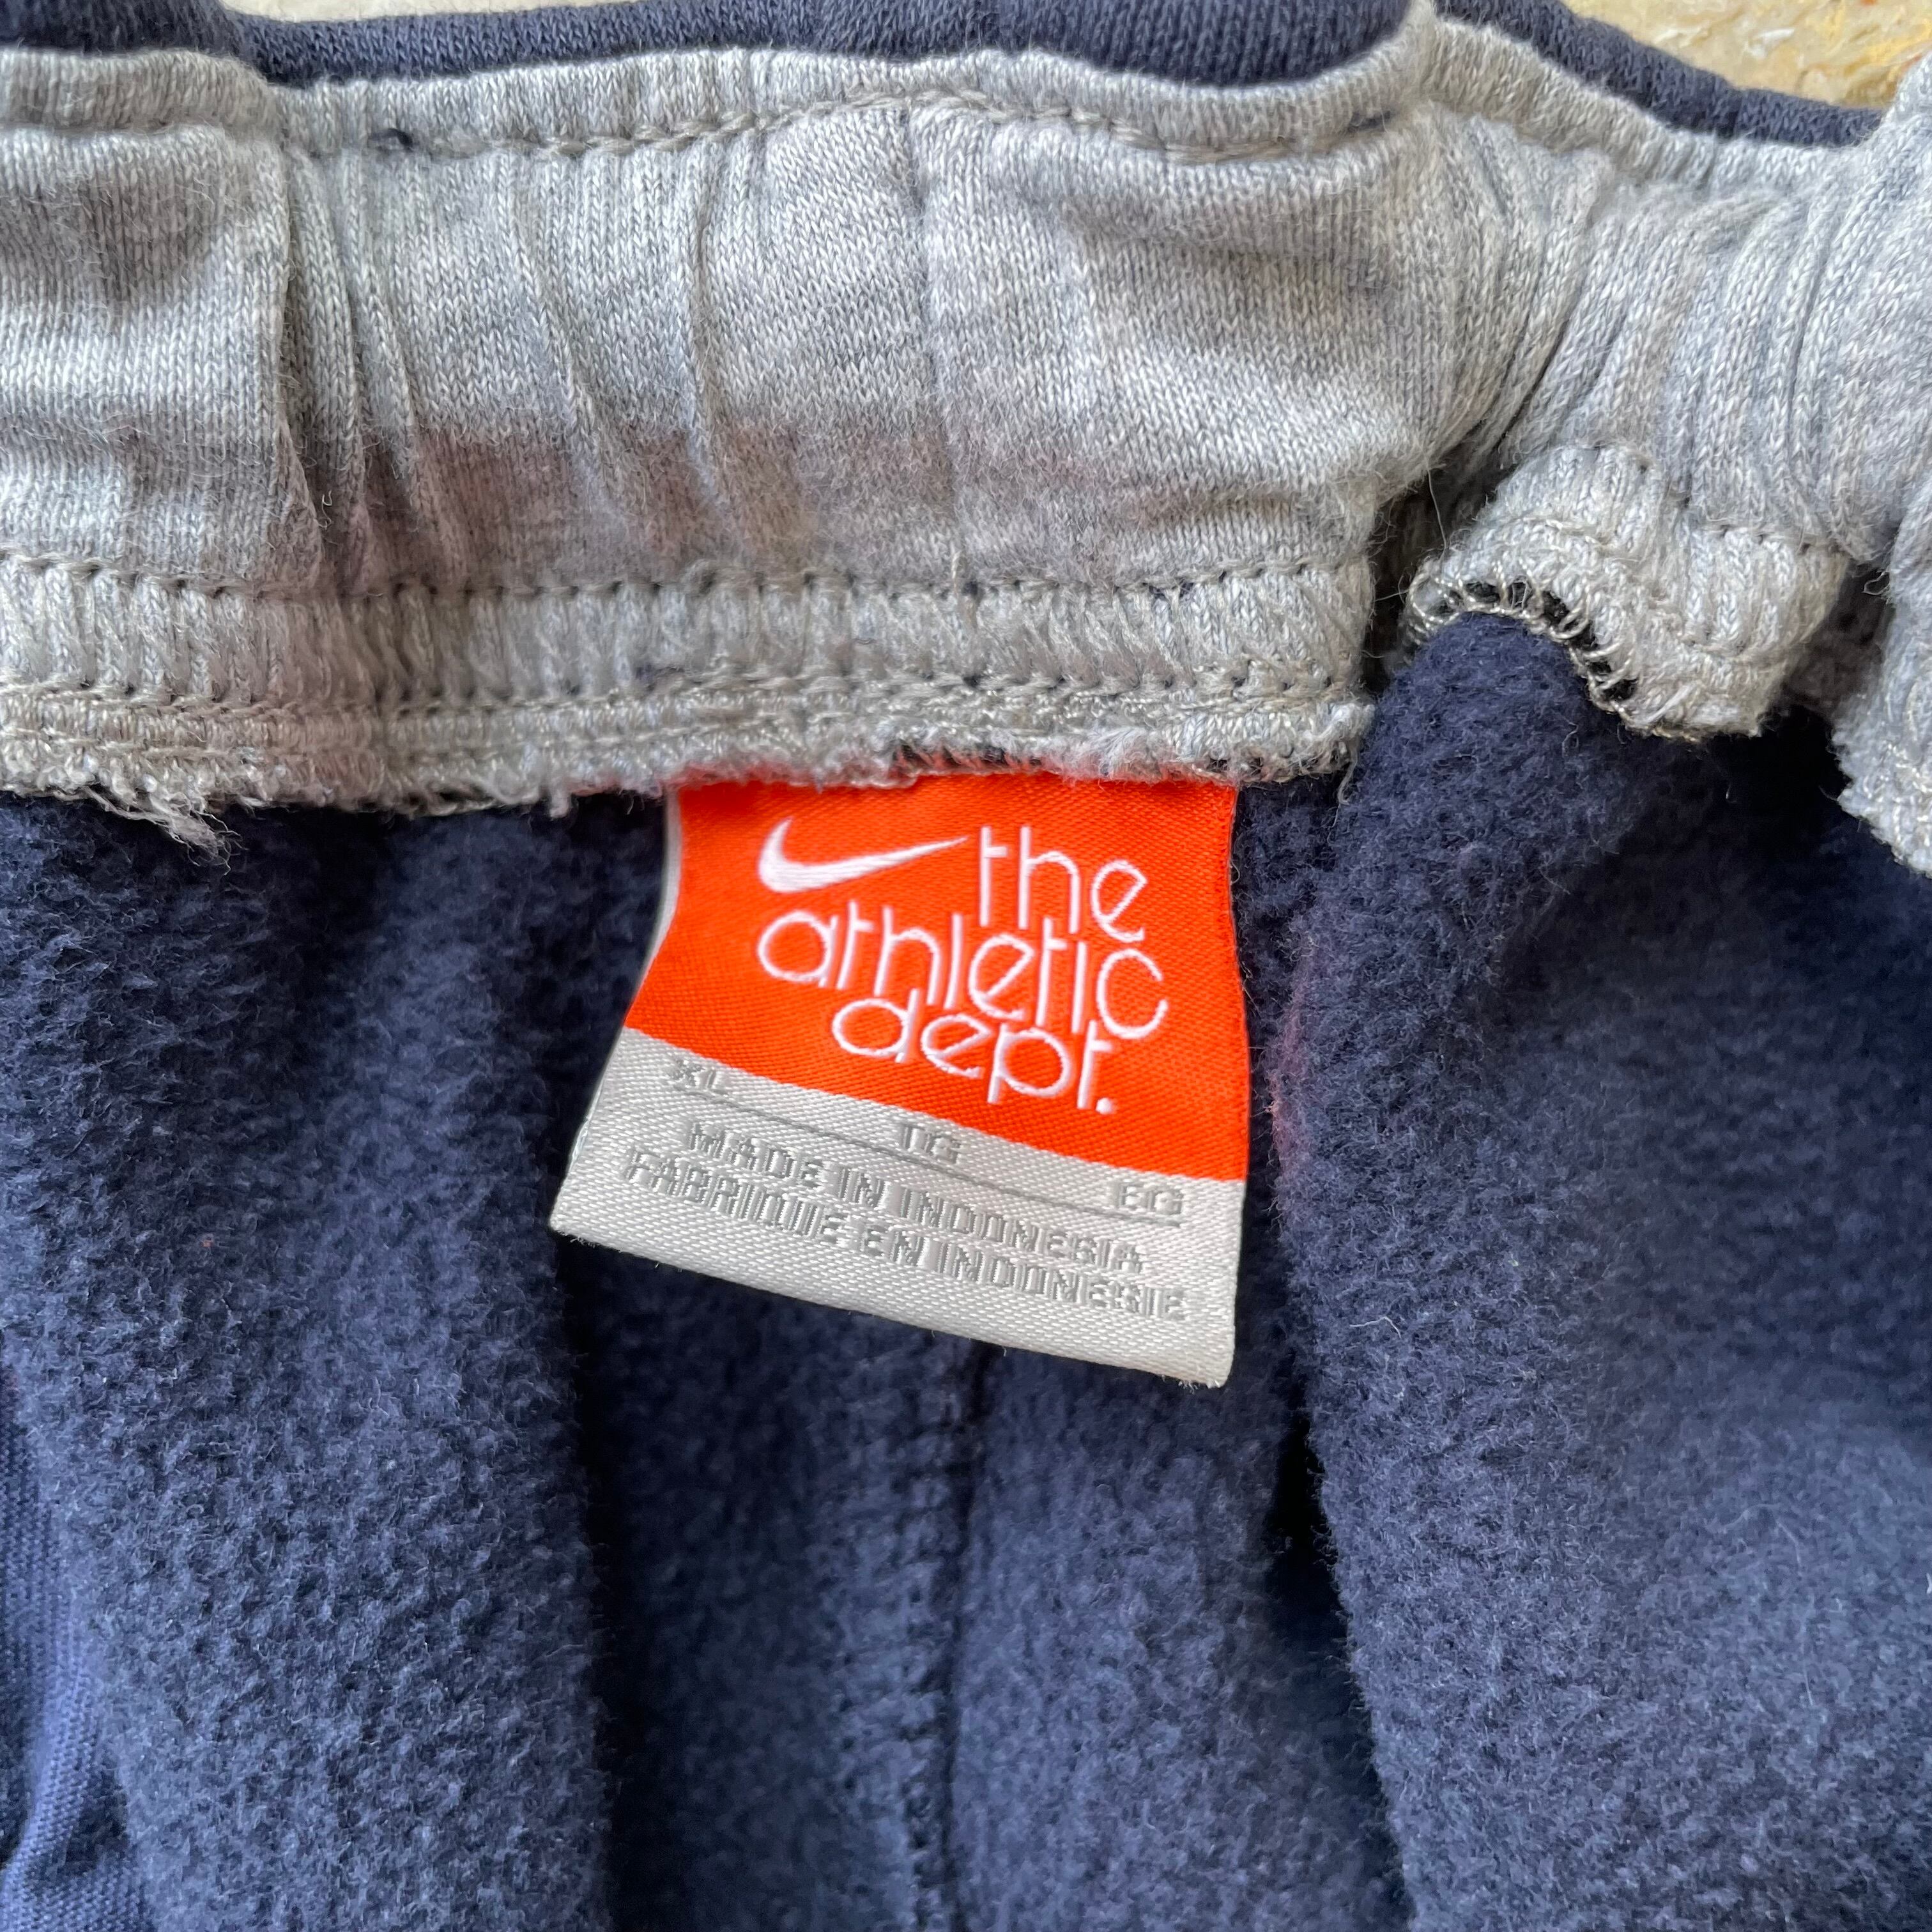 the
athletic
dept.
XL TG EG
MADE IN INDONESIA
FABRIQUE EN INDONESIE